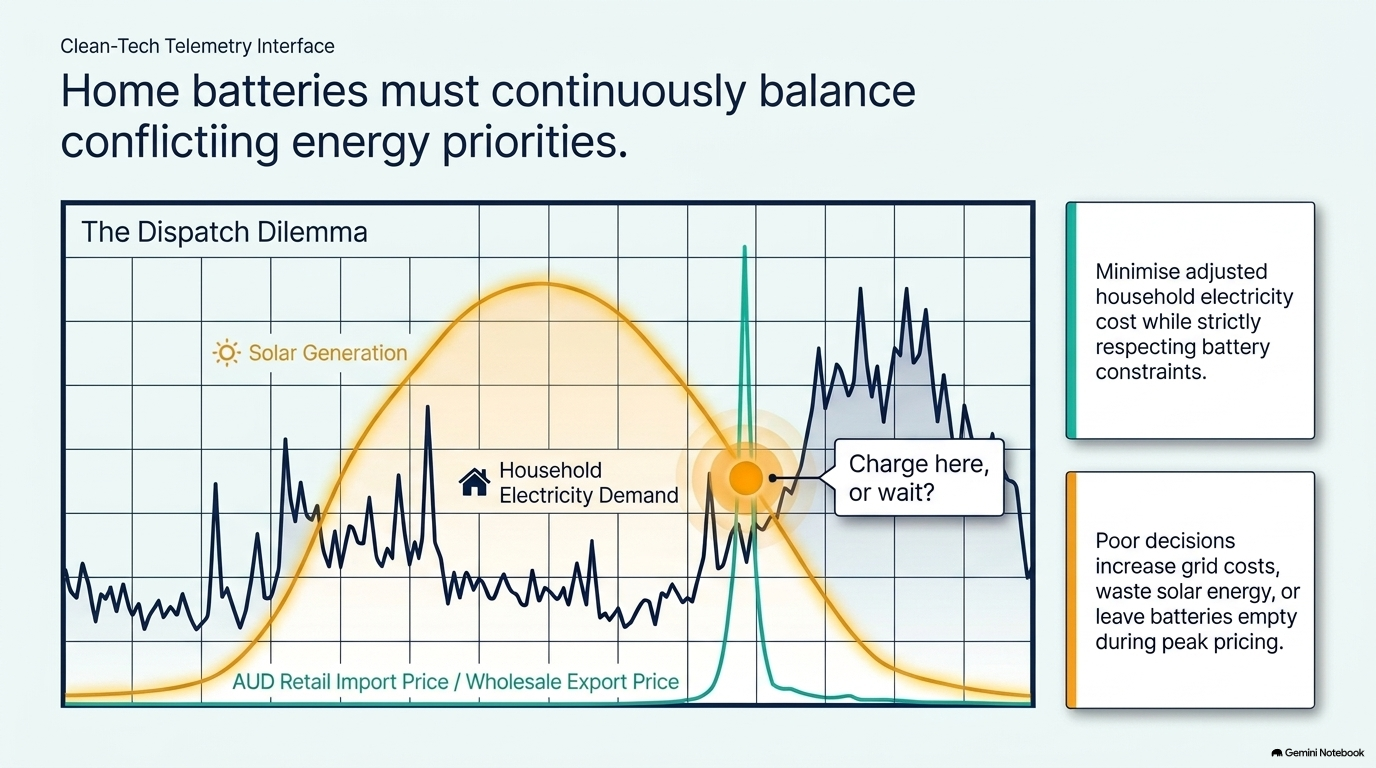 Clean-Tech Telemetry Interface
Home batteries must continuously balance
conflictiing energy priorities.
The Dispatch Dilemma
Solar Generation
Household
Electricity Demand
Charge here,
or wait?
AUD Retail Import Price / Wholesale Export Price
Minimise adjusted
household electricity
cost while strictly
respecting battery
constraints.
Poor decisions
increase grid costs,
waste solar energy, or
leave batteries empty
during peak pricing.
Gemini Notebook